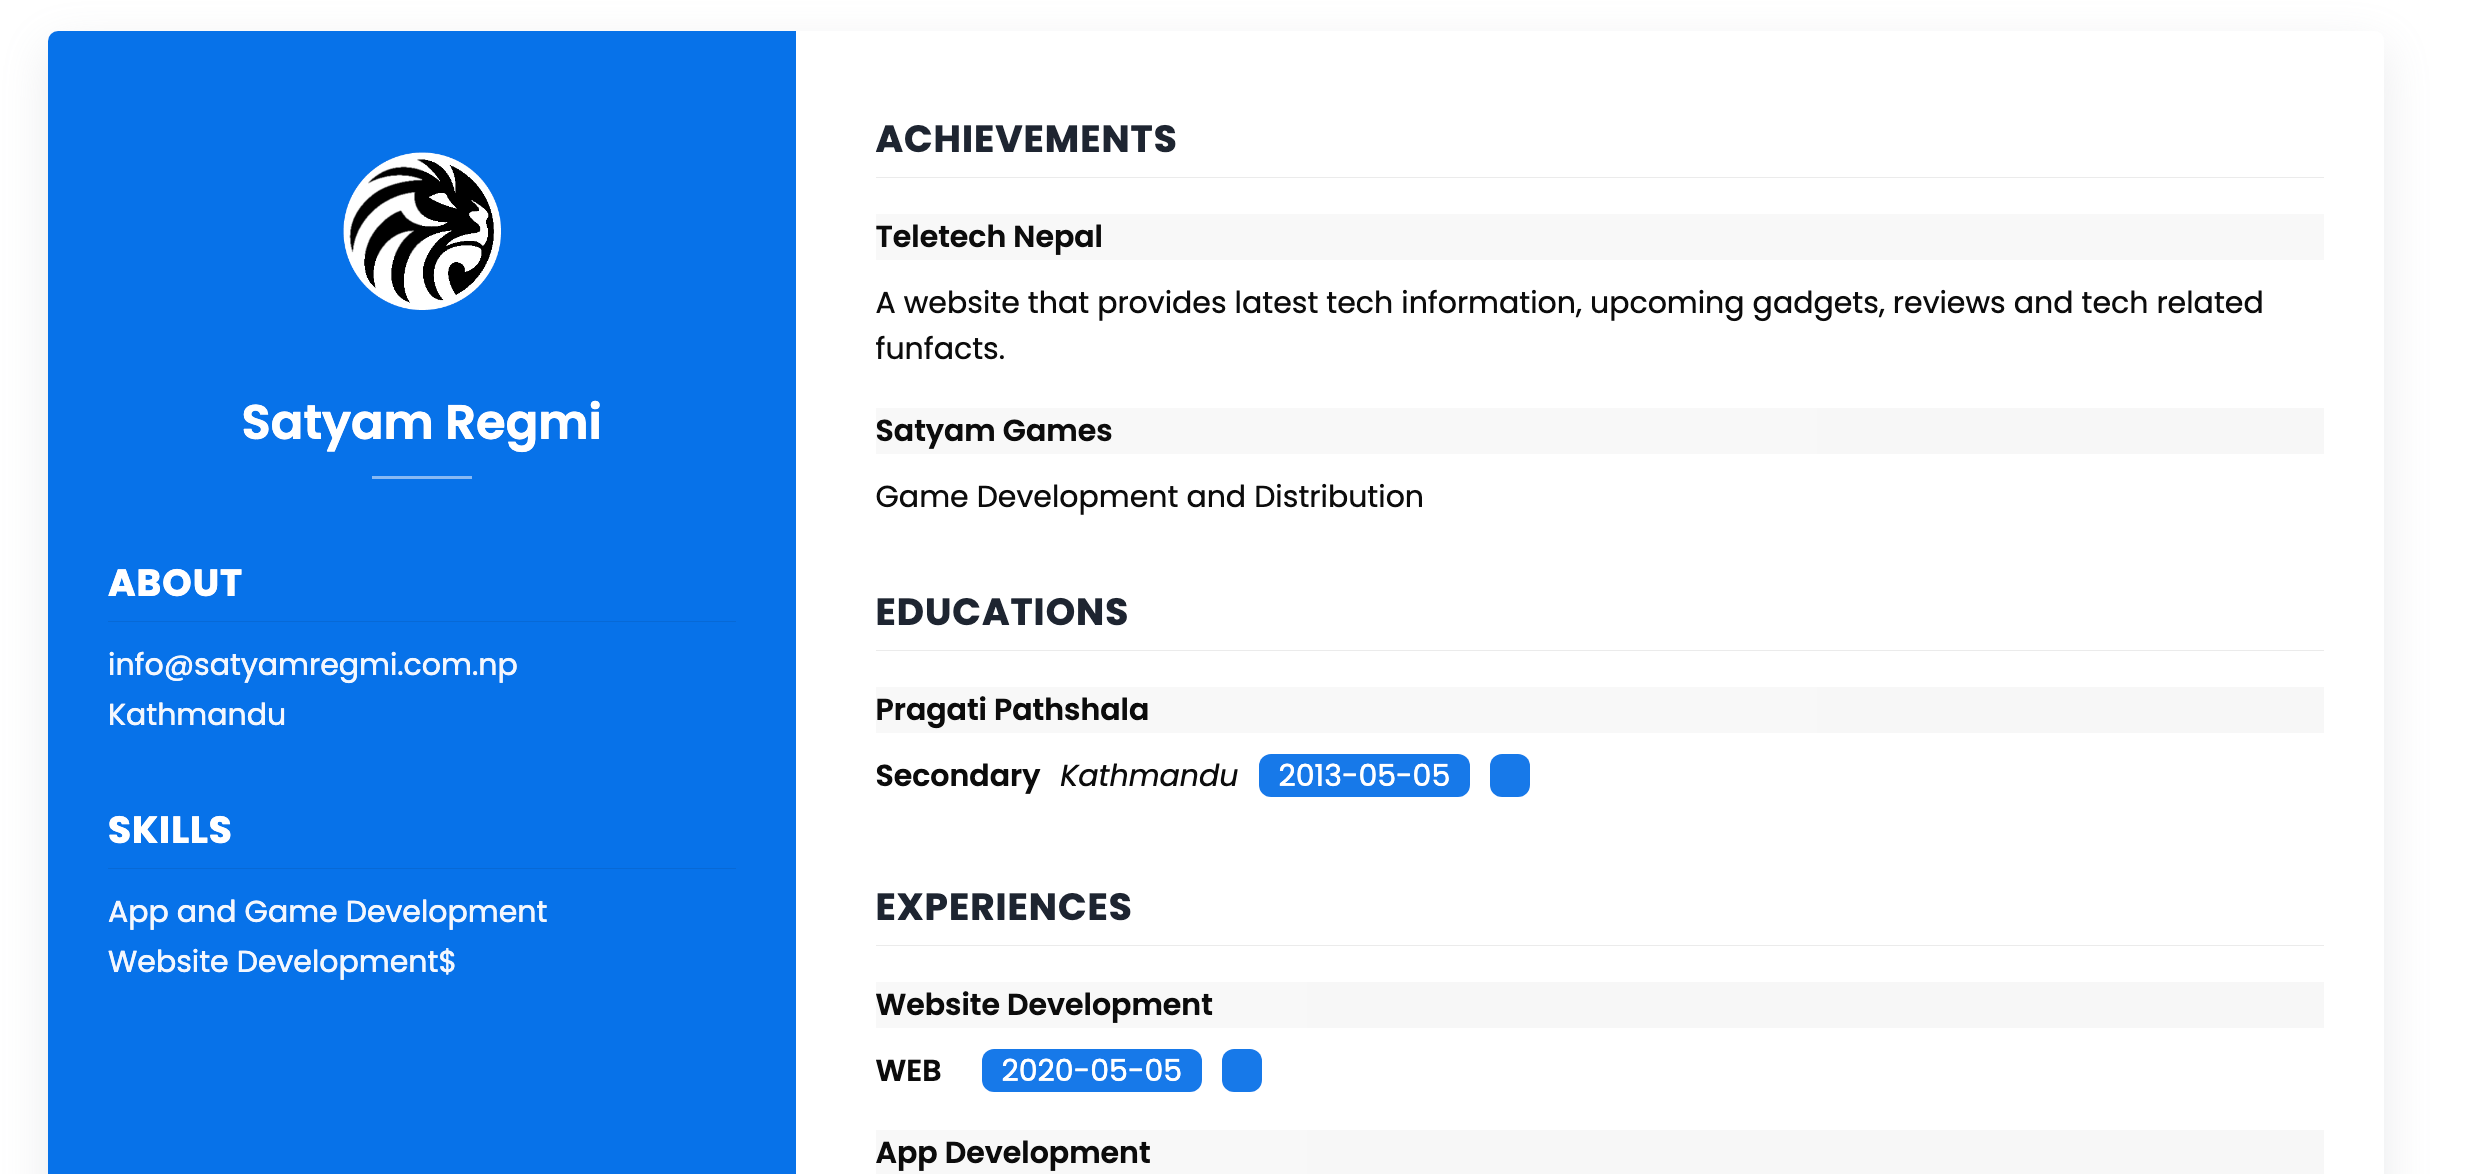 Satyam Regmi
ABOUT
info@satyamregmi.com.np
Kathmandu
SKILLS
App and Game Development
Website Development$
ACHIEVEMENTS
Teletech Nepal
A website that provides latest tech information, upcoming gadgets, reviews and tech related
funfacts.
Satyam Games
Game Development and Distribution
EDUCATIONS
Pragati Pathshala
Secondary Kathmandu 2013-05-05
EXPERIENCES
Website Development
WEB 2020-05-05
App Development